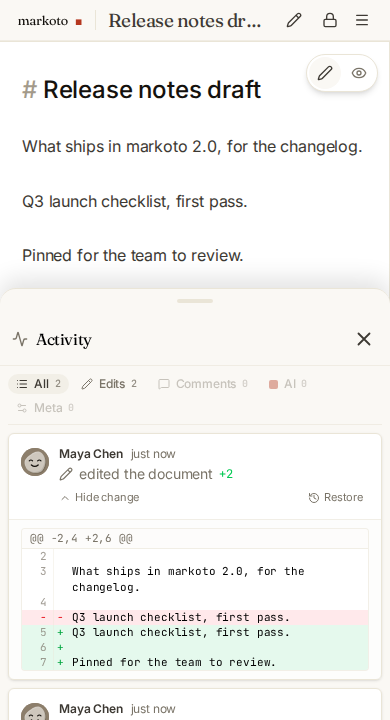 markoto
Release notes dr...
# Release notes draft
What ships in markoto 2.0, for the changelog.
Q3 launch checklist, first pass.
Pinned for the team to review.
Activity
All 2 Edits 2 Comments 0 AI 0
Meta 0
Maya Chen just now
edited the document +2
Hide change Restore
@@ -2,4 +2,6 @@
2
3 What ships in markoto 2.0, for the
changelog.
4
- - Q3 launch checklist, first pass.
5 + Q3 launch checklist, first pass.
6 +
7 + Pinned for the team to review.
Maya Chen just now